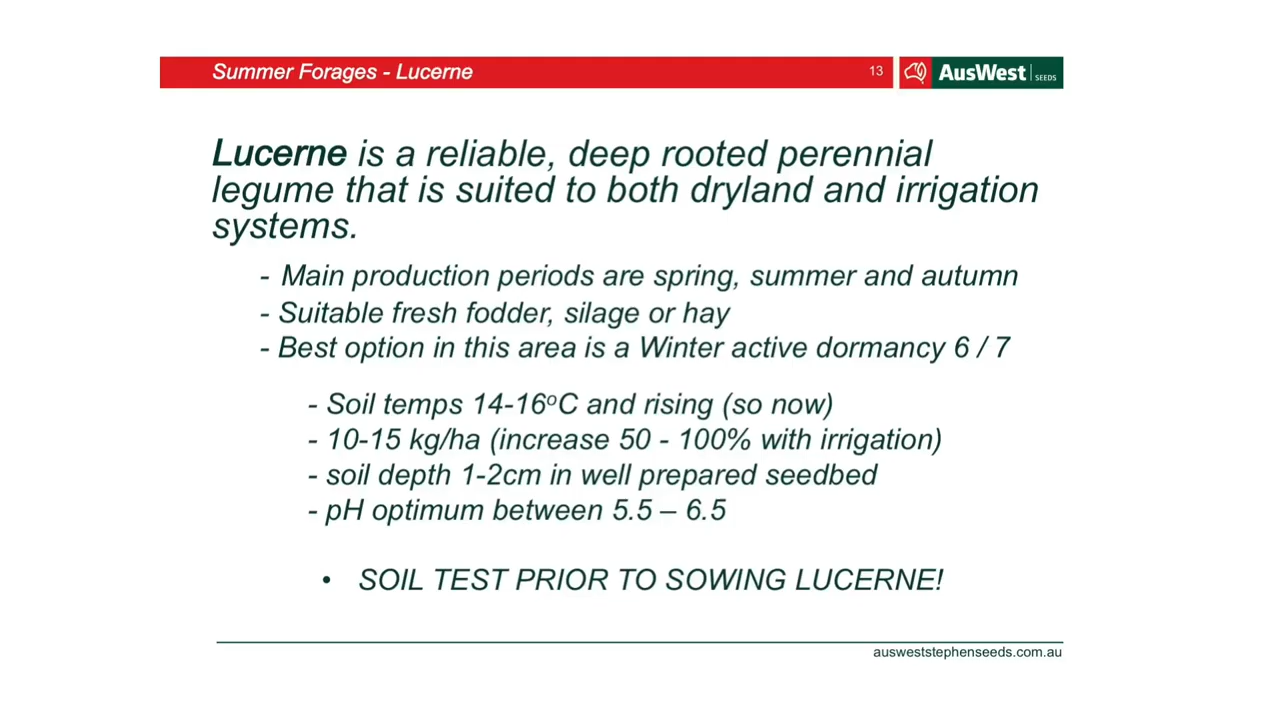 Summer Forages - Lucerne
13
AusWest SEEDS
Lucerne is a reliable, deep rooted perennial
legume that is suited to both dryland and irrigation
systems.
- Main production periods are spring, summer and autumn
- Suitable fresh fodder, silage or hay
- Best option in this area is a Winter active dormancy 6 / 7
- Soil temps 14-16ºC and rising (so now)
- 10-15 kg/ha (increase 50 - 100% with irrigation)
- soil depth 1-2cm in well prepared seedbed
- pH optimum between 5.5 – 6.5
• SOIL TEST PRIOR TO SOWING LUCERNE!
ausweststephenseeds.com.au